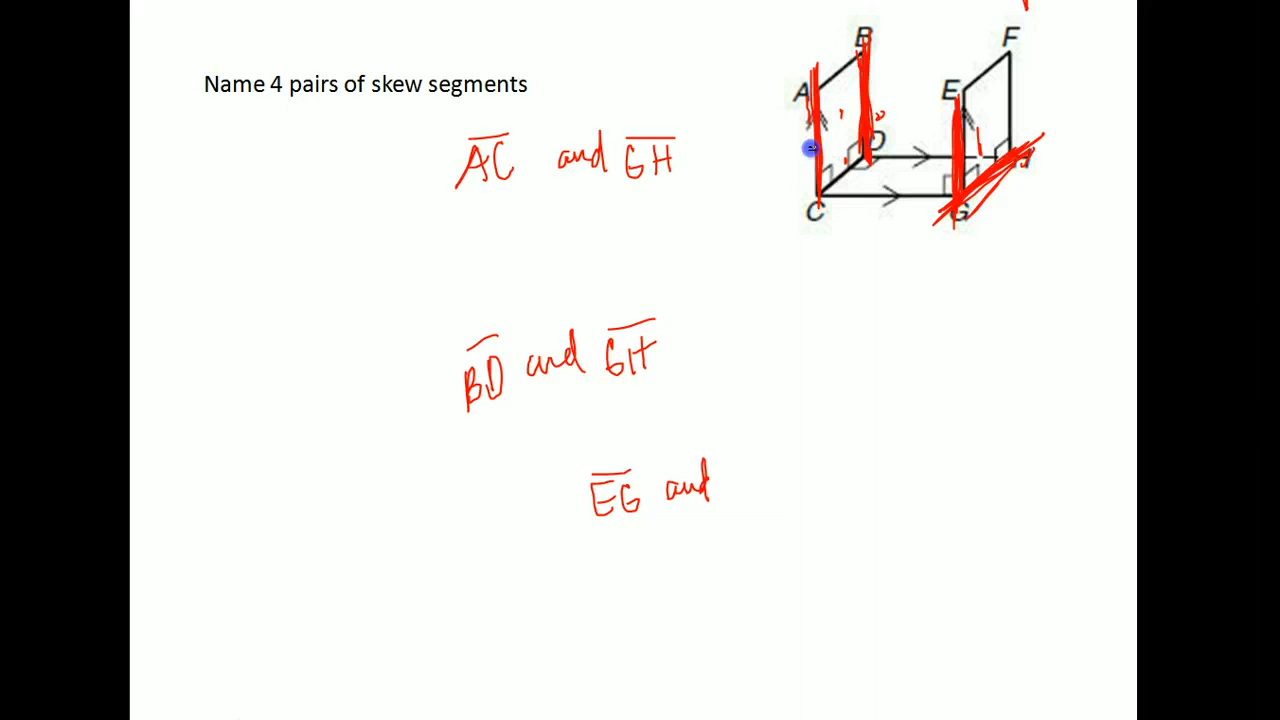 Name 4 pairs of skew segments
AC and GH
BD and GH
EG and
B
F
A
E
D
C
G